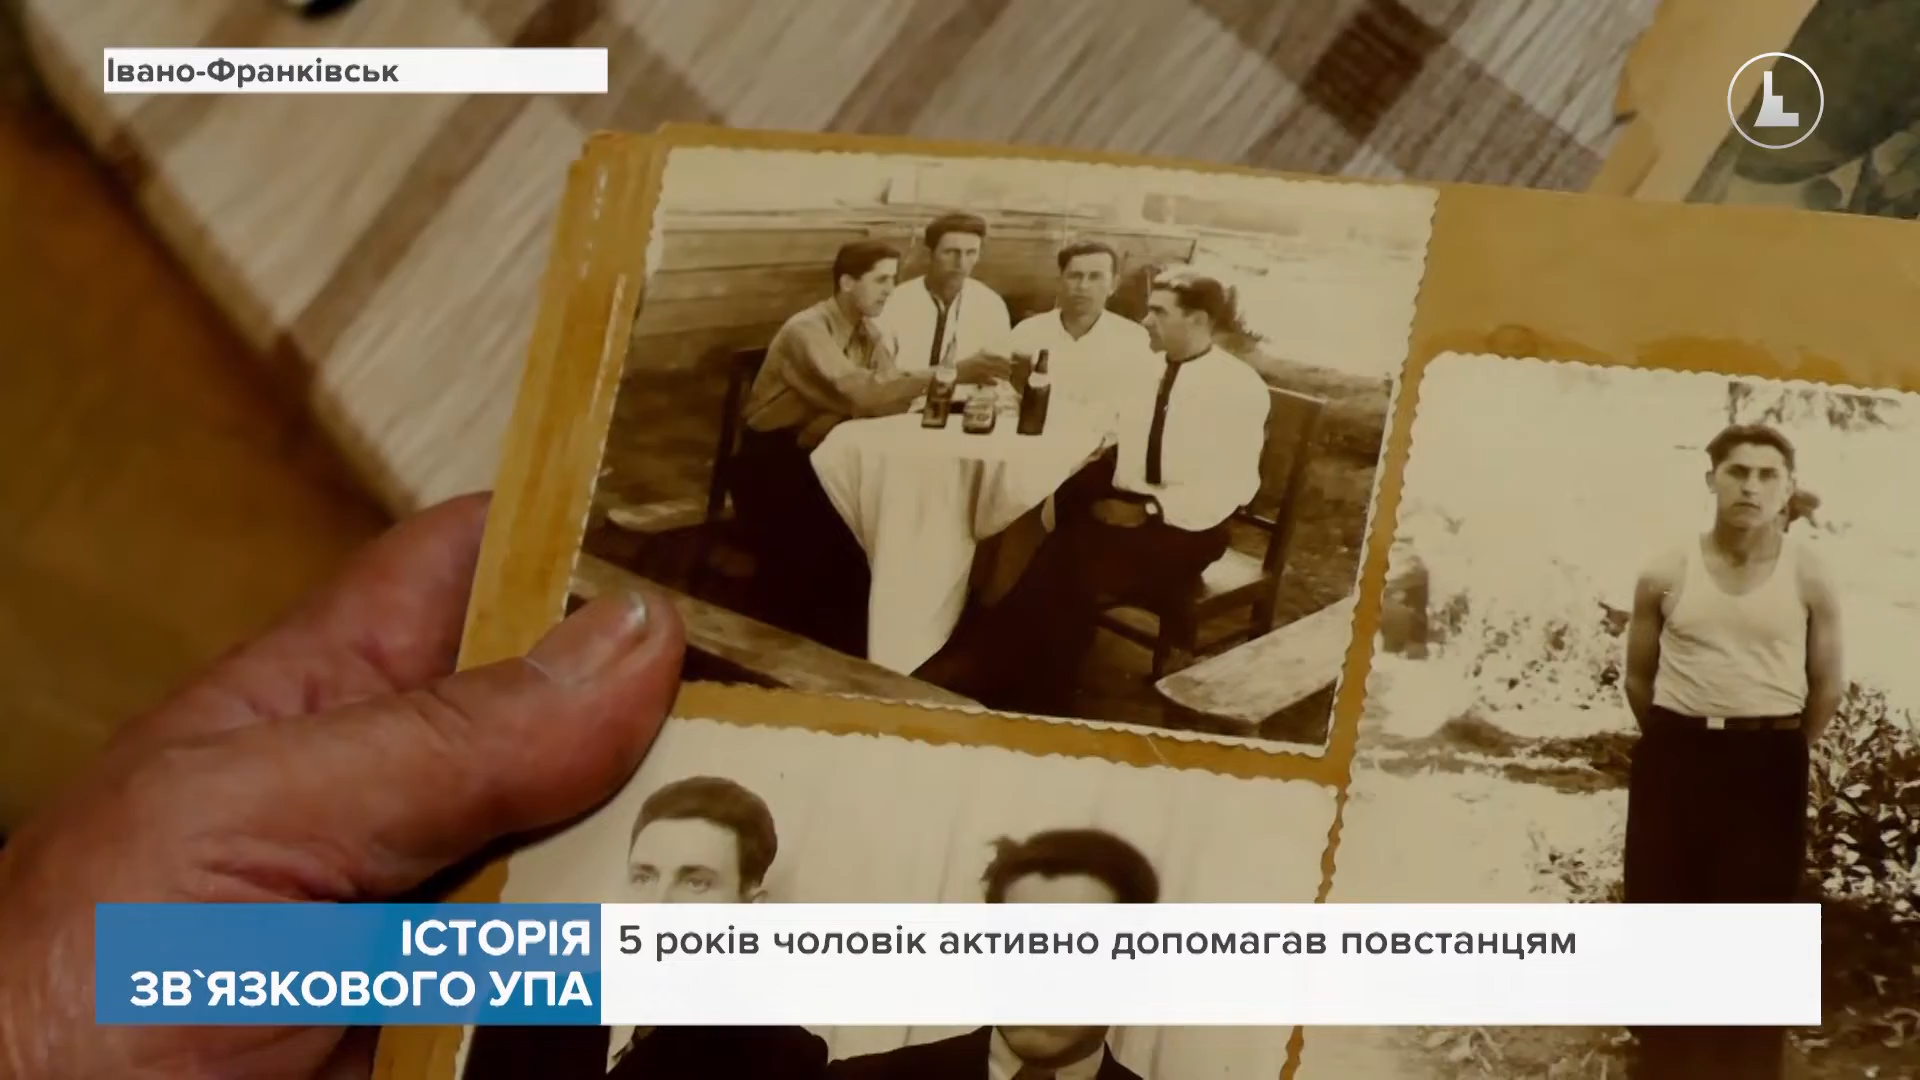 Івано-Франківськ
L
ІСТОРІЯ
ЗВ`ЯЗКОВОГО УПА
5 років чоловік активно допомагав повстанцям